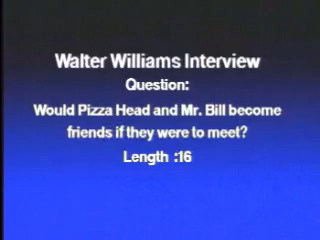 Walter Williams Interview
Question:
Would Pizza Head and Mr. Bill become
friends if they were to meet?
Length :16